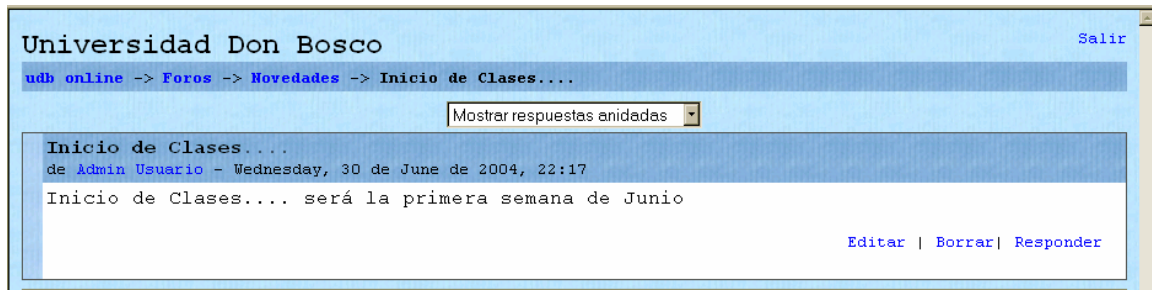 Universidad Don Bosco
Salir
udb online -> Foros -> Novedades -> Inicio de Clases....
Mostrar respuestas anidadas
Inicio de Clases....
de Admin Usuario - Wednesday, 30 de June de 2004, 22:17
Inicio de Clases.... será la primera semana de Junio
Editar | Borrar| Responder